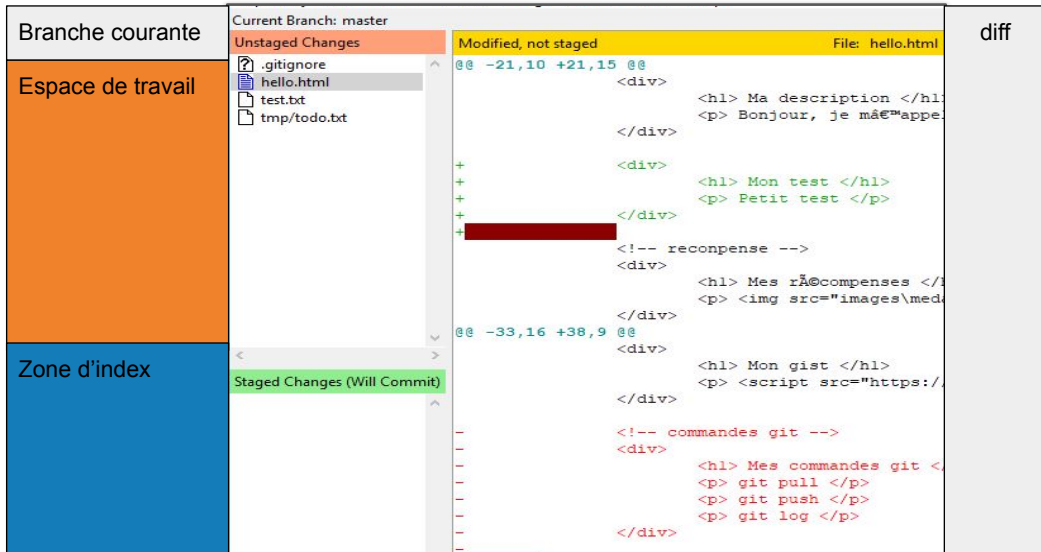 Branche courante
Espace de travail
Zone d'index
Current Branch: master
Unstaged Changes
.gitignore
hello.html
test.txt
tmp/todo.txt
Staged Changes (Will Commit)
Modified, not staged File: hello.html
@@ -21,10 +21,15 @@
<div>
<h1> Ma description </h1
<p> Bonjour, je m’appel
</div>
+ <div>
+ <h1> Mon test </h1>
+ <p> Petit test </p>
+ </div>
+
<!-- reconpense -->
<div>
<h1> Mes récompenses </
<p> <img src="images\meda
</div>
@@ -33,16 +38,9 @@
<div>
<h1> Mon gist </h1>
<p> <script src="https:/
</div>
- <!-- commandes git -->
- <div>
- <h1> Mes commandes git <
- <p> git pull </p>
- <p> git push </p>
- <p> git log </p>
- </div>
-
diff